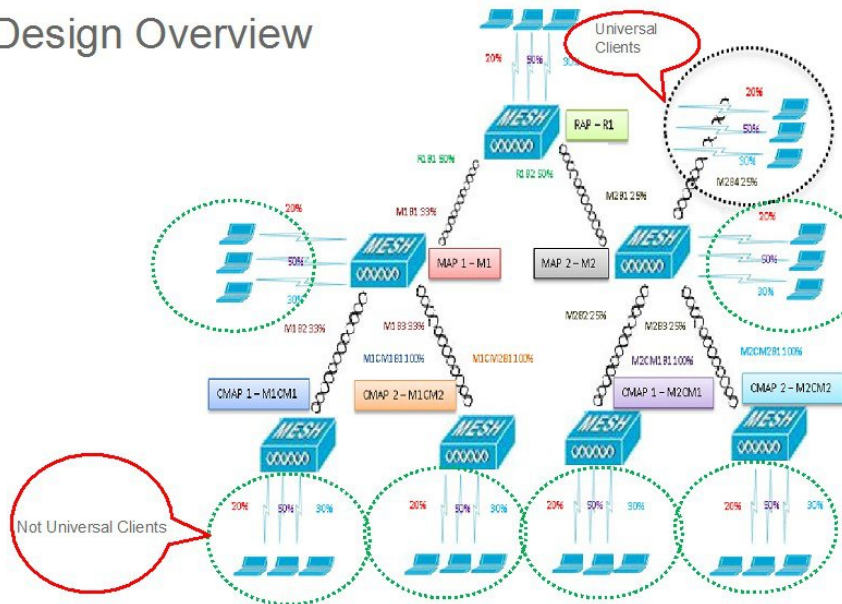 Design Overview
Universal
Clients
20% 50% 30%
MESH
RAP – R1
20%
50%
30%
R1B1 50%
R1B2 50%
M2B1 25%
M2B4 25%
M1B1 33%
20%
50%
30%
MESH
MAP 1 – M1
MAP 2 – M2
MESH
20%
50%
30%
M1B2 33%
M1B3 33%
M2B2 25%
M2B3 25%
M1CM1B1 100%
M1CM2B1 100%
M2CM1B1 100%
M2CM2B1 100%
CMAP 1 – M1CM1
CMAP 2 – M1CM2
CMAP 1 – M2CM1
CMAP 2 – M2CM2
MESH
MESH
MESH
MESH
20% 50% 30%
20% 50% 30%
20% 50% 30%
20% 50% 30%
Not Universal Clients